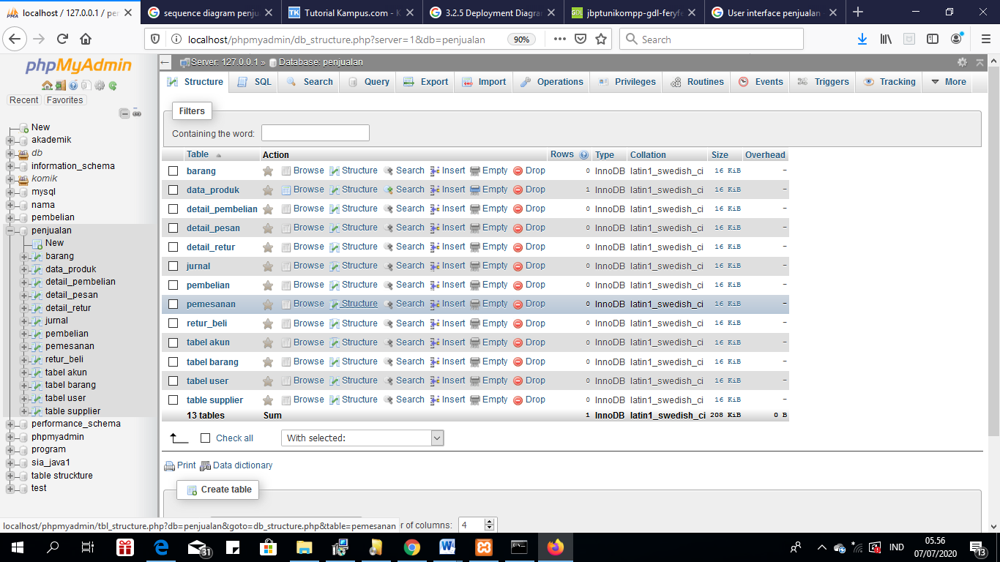 localhost / 127.0.0.1 / per
sequence diagram penju
Tutorial Kampus.com - K
3.2.5 Deployment Diagra
jbptunikompp-gdl-feryfe
User interface penjualan -
localhost/phpmyadmin/db_structure.php?server=1&db=penjualan
90%
Search
phpMyAdmin
Recent Favorites
New
akademik
db
information_schema
komik
mysql
nama
pembelian
penjualan
New
barang
data_produk
detail_pembelian
detail_pesan
detail_retur
jurnal
pembelian
pemesanan
retur_beli
tabel akun
tabel barang
tabel user
table supplier
performance_schema
phpmyadmin
program
sia_java1
table struckture
test
Server: 127.0.0.1 » Database: penjualan
Structure SQL Search Query Export Import Operations Privileges Routines Events Triggers Tracking More
Filters
Containing the word:
Table Action Rows Type Collation Size Overhead
barang Browse Structure Search Insert Empty Drop 0 InnoDB latin1_swedish_ci 16 KiB -
data_produk Browse Structure Search Insert Empty Drop 1 InnoDB latin1_swedish_ci 16 KiB -
detail_pembelian Browse Structure Search Insert Empty Drop 0 InnoDB latin1_swedish_ci 16 KiB -
detail_pesan Browse Structure Search Insert Empty Drop 0 InnoDB latin1_swedish_ci 16 KiB -
detail_retur Browse Structure Search Insert Empty Drop 0 InnoDB latin1_swedish_ci 16 KiB -
jurnal Browse Structure Search Insert Empty Drop 0 InnoDB latin1_swedish_ci 16 KiB -
pembelian Browse Structure Search Insert Empty Drop 0 InnoDB latin1_swedish_ci 16 KiB -
pemesanan Browse Structure Search Insert Empty Drop 0 InnoDB latin1_swedish_ci 16 KiB -
retur_beli Browse Structure Search Insert Empty Drop 0 InnoDB latin1_swedish_ci 16 KiB -
tabel akun Browse Structure Search Insert Empty Drop 0 InnoDB latin1_swedish_ci 16 KiB -
tabel barang Browse Structure Search Insert Empty Drop 0 InnoDB latin1_swedish_ci 16 KiB -
tabel user Browse Structure Search Insert Empty Drop 0 InnoDB latin1_swedish_ci 16 KiB -
table supplier Browse Structure Search Insert Empty Drop 0 InnoDB latin1_swedish_ci 16 KiB -
13 tables Sum 1 InnoDB latin1_swedish_ci 208 KiB 0 B
Check all With selected:
Print Data dictionary
Create table
er of columns: 4
localhost/phpmyadmin/tbl_structure.php?db=penjualan&goto=db_structure.php&table=pemesanan
31
IND
05.56
07/07/2020
13